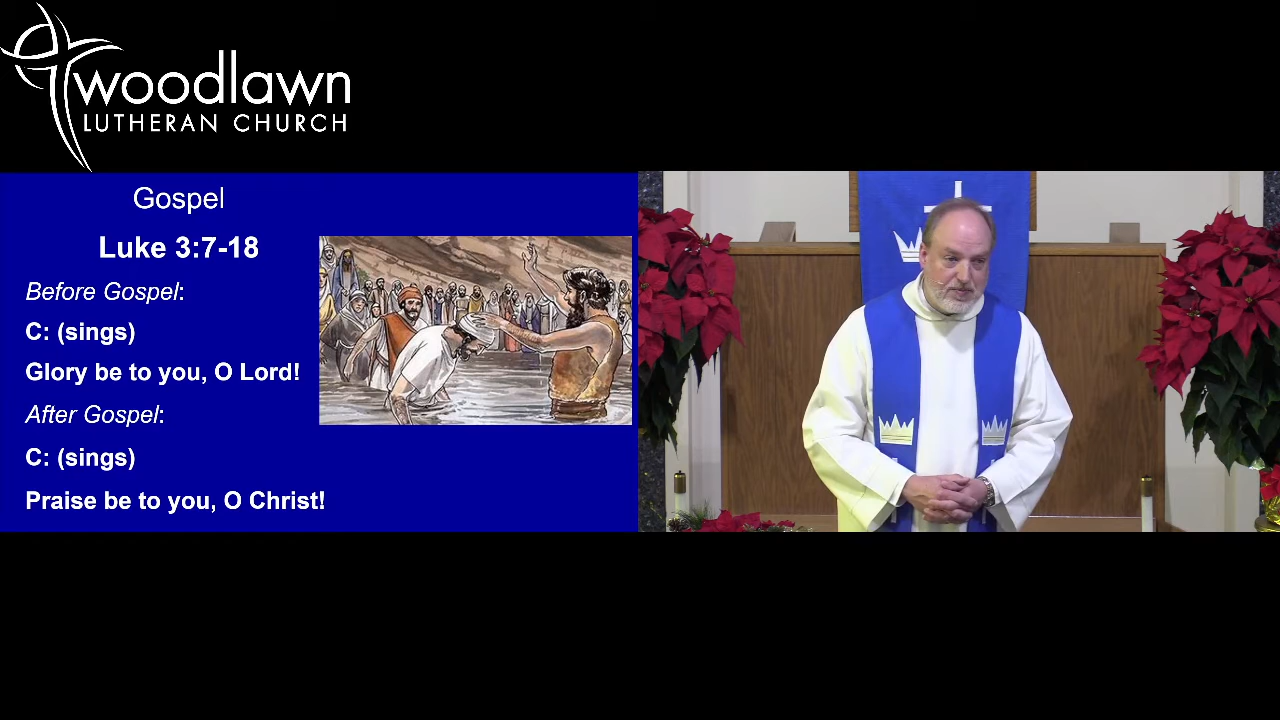 woodlawn
LUTHERAN CHURCH
Gospel
Luke 3:7-18
Before Gospel:
C: (sings)
Glory be to you, O Lord!
After Gospel:
C: (sings)
Praise be to you, O Christ!